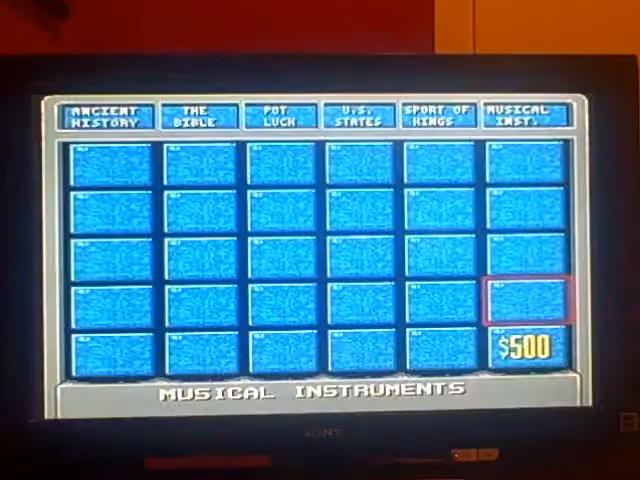 ANCIENT
HISTORY
THE
BIBLE
POT
LUCK
U.S.
STATES
SPORT OF
KINGS
MUSICAL
INST.
$500
MUSICAL INSTRUMENTS
SONY